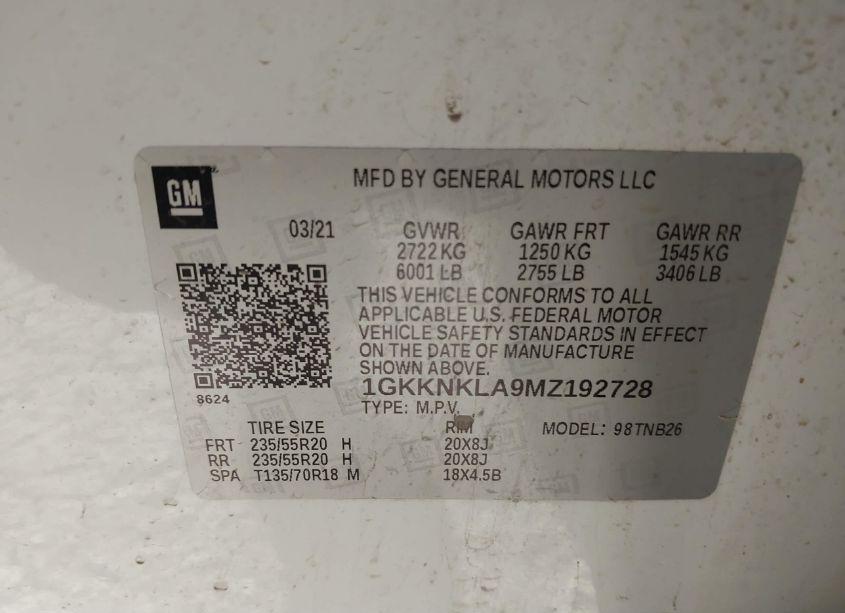 GM
MFD BY GENERAL MOTORS LLC
03/21 GVWR GAWR FRT GAWR RR
2722 KG 1250 KG 1545 KG
6001 LB 2755 LB 3406 LB
THIS VEHICLE CONFORMS TO ALL
APPLICABLE U.S. FEDERAL MOTOR
VEHICLE SAFETY STANDARDS IN EFFECT
ON THE DATE OF MANUFACTURE
SHOWN ABOVE.
1GKKNKLA9MZ192728
8624
TYPE: M.P.V.
TIRE SIZE RIM MODEL: 98TNB26
FRT 235/55R20 H 20X8J
RR 235/55R20 H 20X8J
SPA T135/70R18 M 18X4.5B